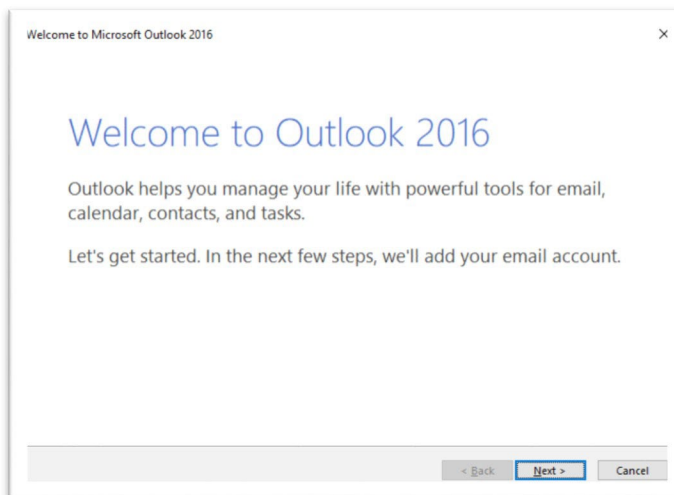 Welcome to Microsoft Outlook 2016
Welcome to Outlook 2016
Outlook helps you manage your life with powerful tools for email,
calendar, contacts, and tasks.
Let's get started. In the next few steps, we'll add your email account.
< Back Next > Cancel